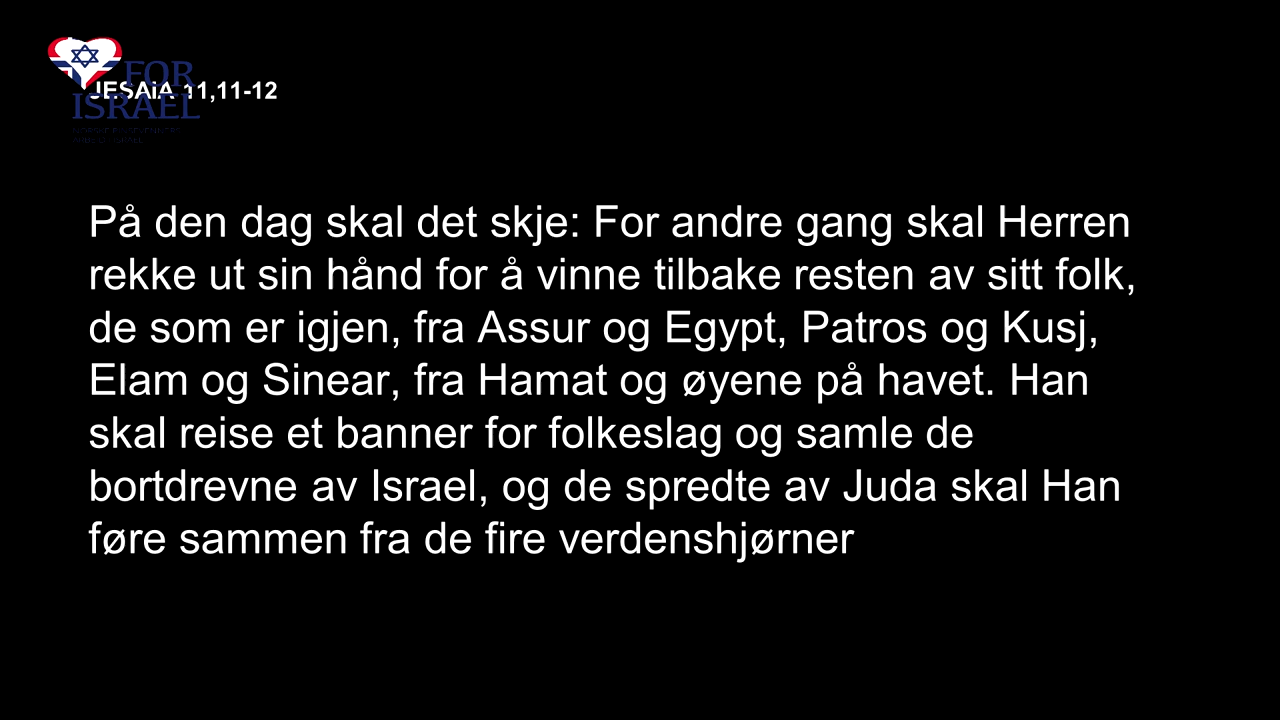 FOR
ISRAEL
JESAiA 11,11-12
På den dag skal det skje: For andre gang skal Herren
rekke ut sin hånd for å vinne tilbake resten av sitt folk,
de som er igjen, fra Assur og Egypt, Patros og Kusj,
Elam og Sinear, fra Hamat og øyene på havet. Han
skal reise et banner for folkeslag og samle de
bortdrevne av Israel, og de spredte av Juda skal Han
føre sammen fra de fire verdenshjørner